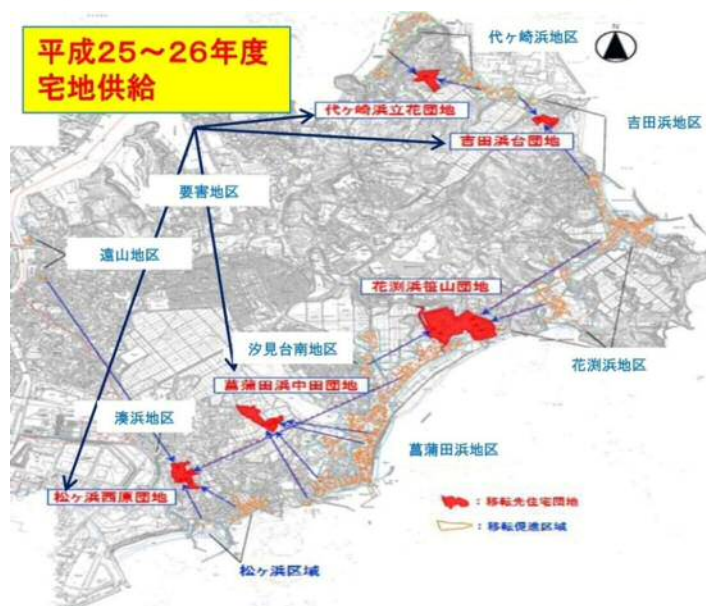 平成25～26年度
宅地供給
代ヶ崎浜地区
N
代ヶ崎浜立花団地
吉田浜地区
吉田浜台団地
要害地区
遠山地区
花渕浜笹山団地
汐見台南地区
花渕浜地区
菖蒲田浜中田団地
湊浜地区
菖蒲田浜地区
松ヶ浜西原団地
：移転先住宅団地
：移転促進区域
松ヶ浜区域